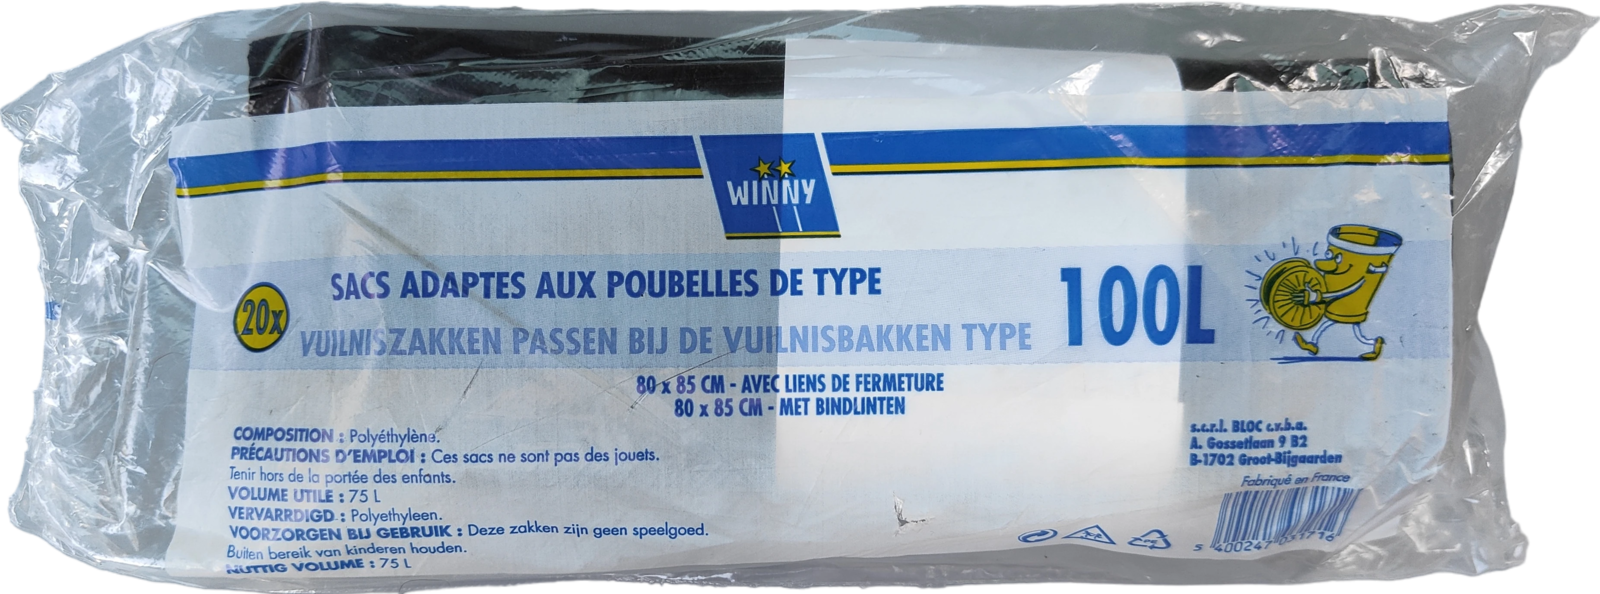 WINNY
20x
SACS ADAPTES AUX POUBELLES DE TYPE
VUILNISZAKKEN PASSEN BIJ DE VUILNISBAKKEN TYPE
100L
80 x 85 CM - AVEC LIENS DE FERMETURE
80 x 85 CM - MET BINDLINTEN
COMPOSITION : Polyéthylène.
PRÉCAUTIONS D'EMPLOI : Ces sacs ne sont pas des jouets.
Tenir hors de la portée des enfants.
VOLUME UTILE : 75 L
VERVARRDIGD : Polyethyleen.
VOORZORGEN BIJ GEBRUIK : Deze zakken zijn geen speelgoed.
Buiten bereik van kinderen houden.
NUTTIG VOLUME : 75 L
s.c.r.l. BLOC c.v.b.a.
A. Gossetlaan 9 B2
B-1702 Groot-Bijgaarden
Fabriqué en France
5 400247